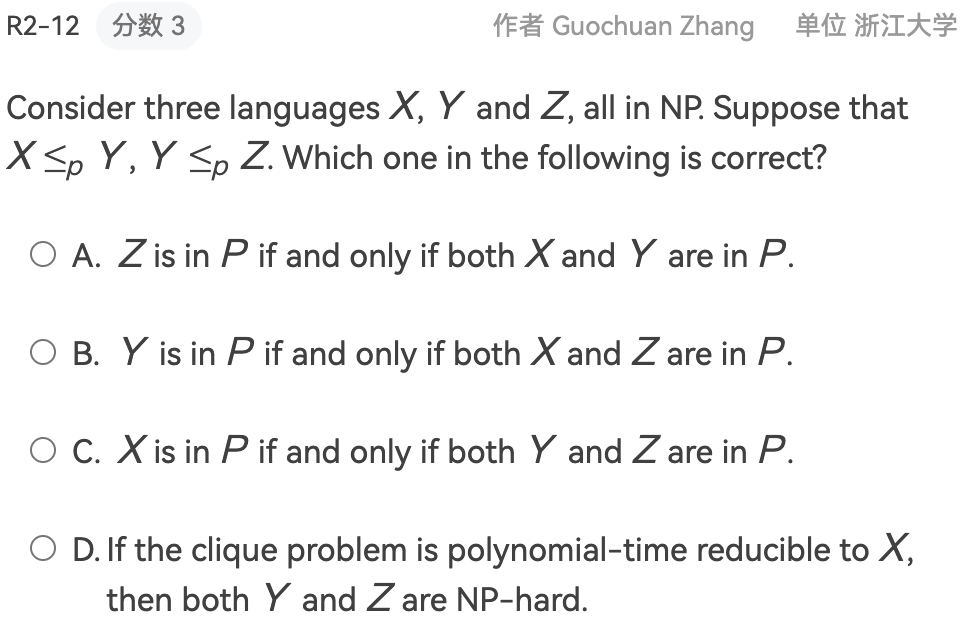 R2-12 分数 3 作者 Guochuan Zhang 单位 浙江大学
Consider three languages X, Y and Z, all in NP. Suppose that
X ≤p Y, Y ≤p Z. Which one in the following is correct?
A. Z is in P if and only if both X and Y are in P.
B. Y is in P if and only if both X and Z are in P.
C. X is in P if and only if both Y and Z are in P.
D. If the clique problem is polynomial-time reducible to X,
then both Y and Z are NP-hard.